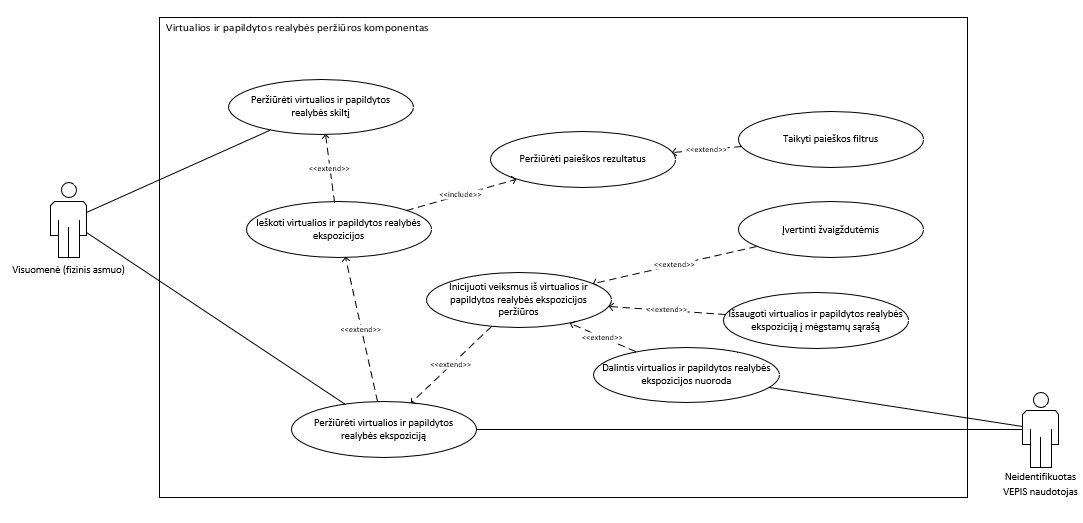 Virtualios ir papildytos realybės peržiūros komponentas
Peržiūrėti virtualios ir papildytos
realybės skiltį
<<extend>>
Peržiūrėti paieškos rezultatus
<<extend>>
Taikyti paieškos filtrus
<<include>>
Ieškoti virtualios ir papildytos realybės
ekspozicijos
Visuomenė (fizinis asmuo)
Įvertinti žvaigždutėmis
<<extend>>
Inicijuoti veiksmus iš virtualios ir
papildytos realybės ekspozicijos
peržiūros
<<extend>>
Išsaugoti virtualios ir papildytos realybės
ekspoziciją į mėgstamų sąrašą
<<extend>>
<<extend>>
<<extend>>
Dalintis virtualios ir papildytos realybės
ekspozicijos nuoroda
Peržiūrėti virtualios ir papildytos
realybės ekspoziciją
Neidentifikuotas
VEPIS naudotojas